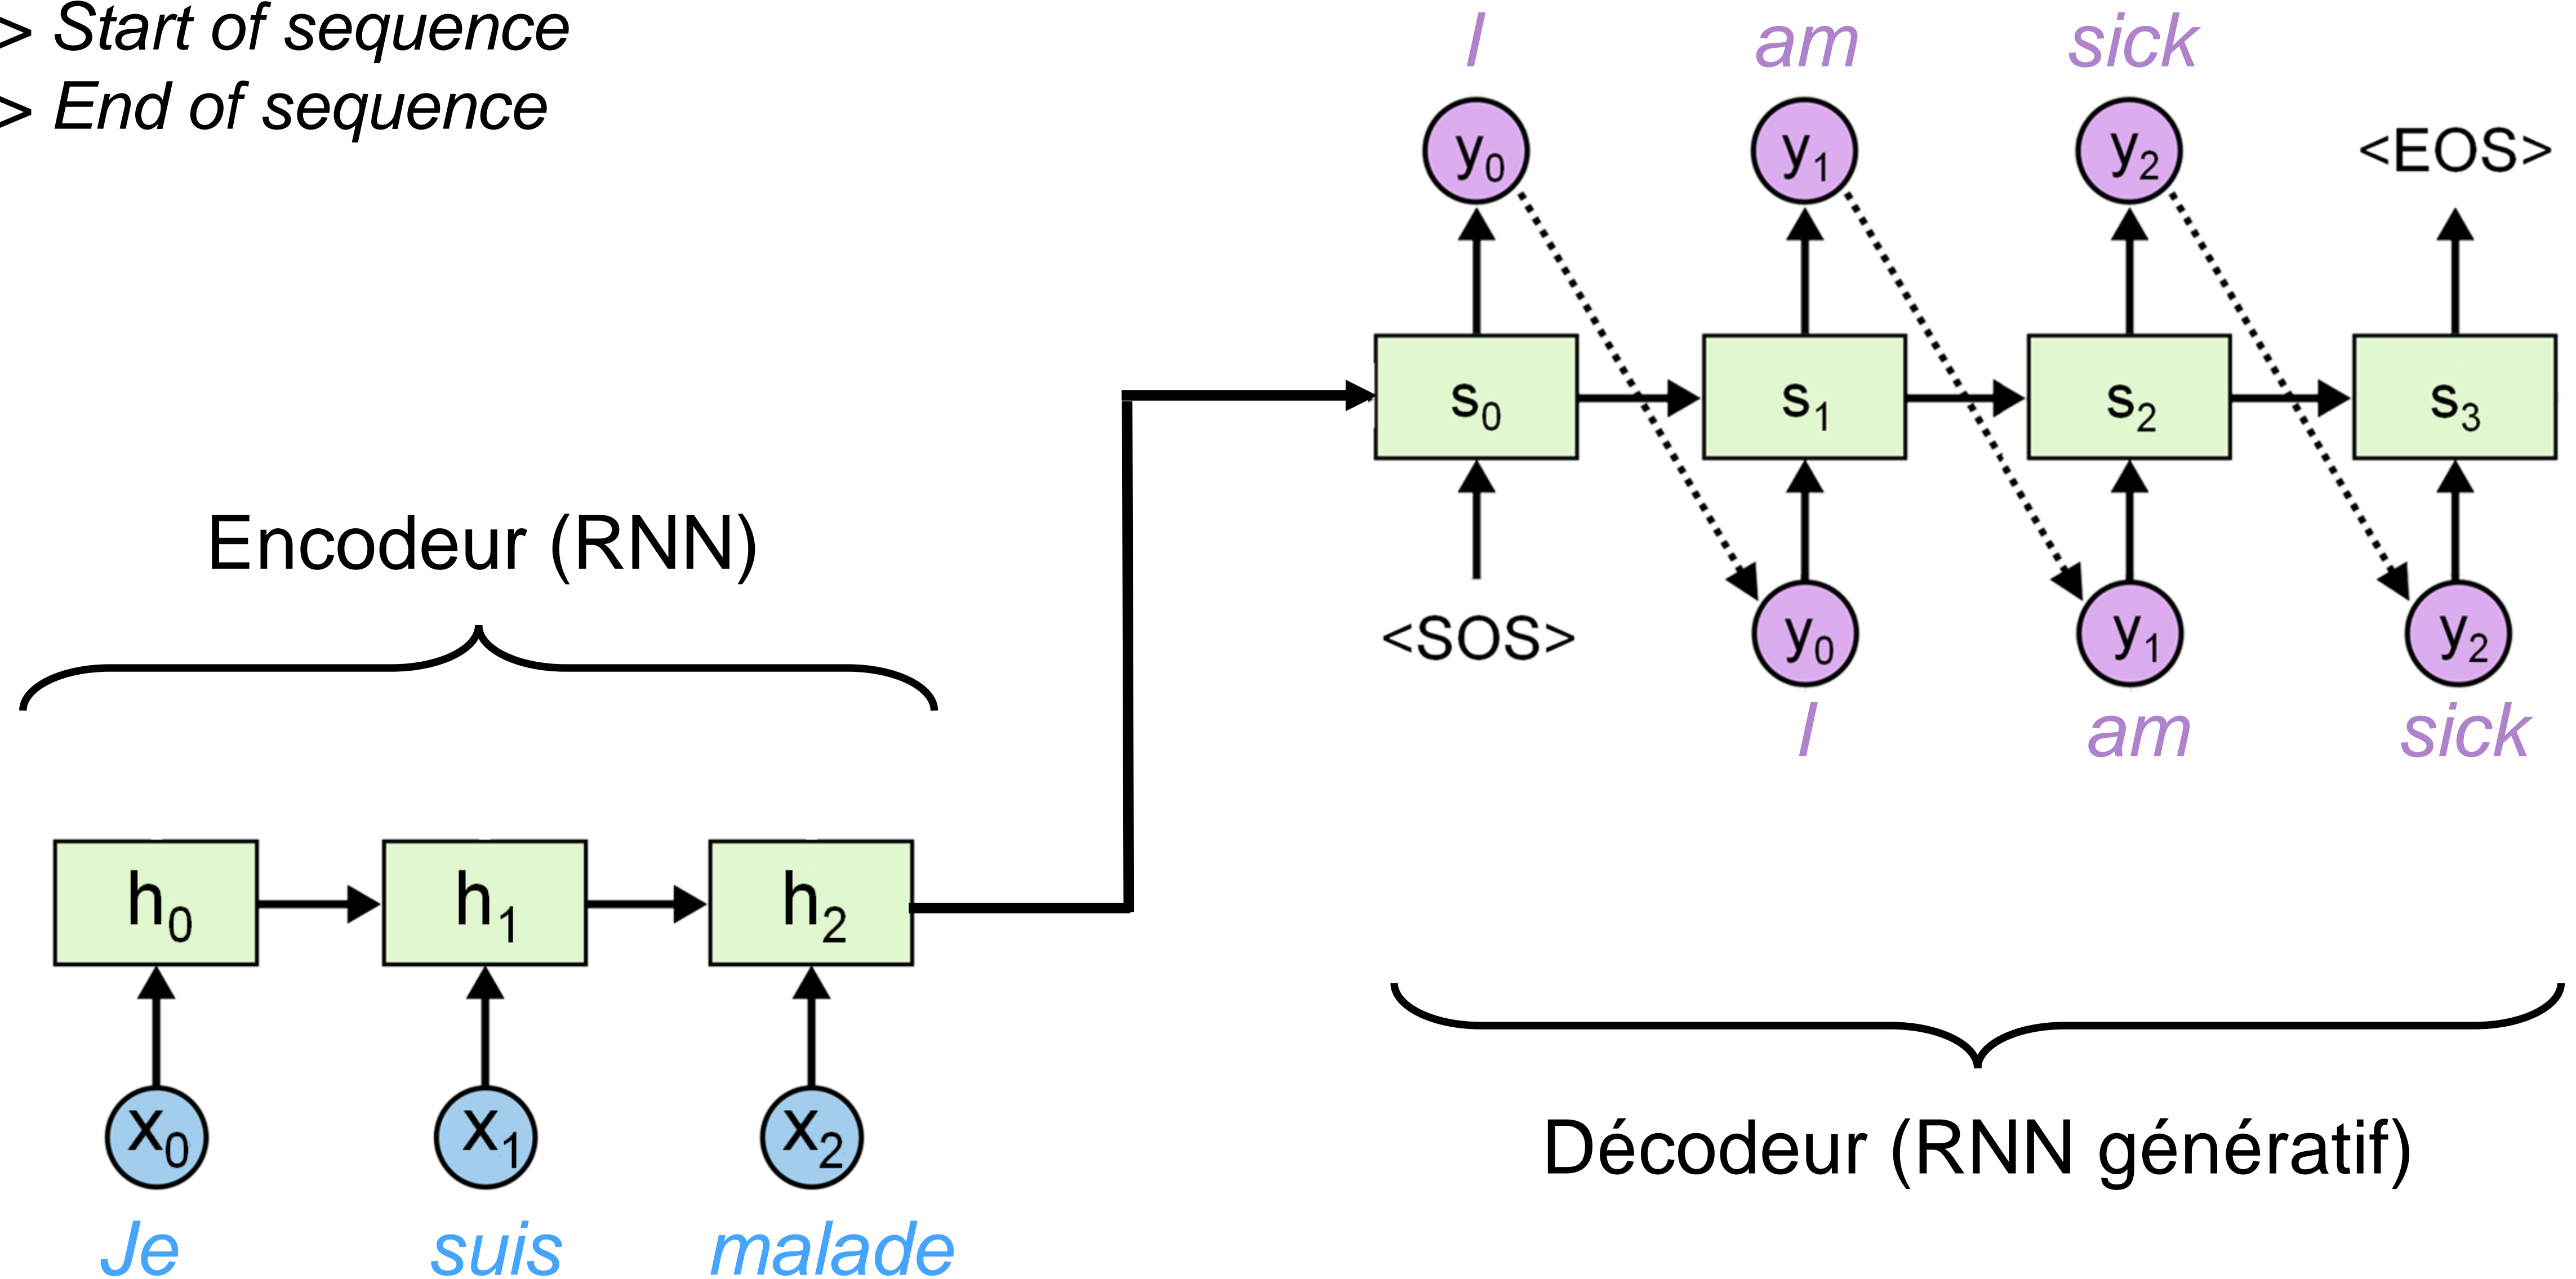 > Start of sequence
> End of sequence
I am sick
y0 y1 y2 <EOS>
s0 s1 s2 s3
<SOS> y0 y1 y2
I am sick
Encodeur (RNN)
h0 h1 h2
x0 x1 x2
Je suis malade
Décodeur (RNN génératif)